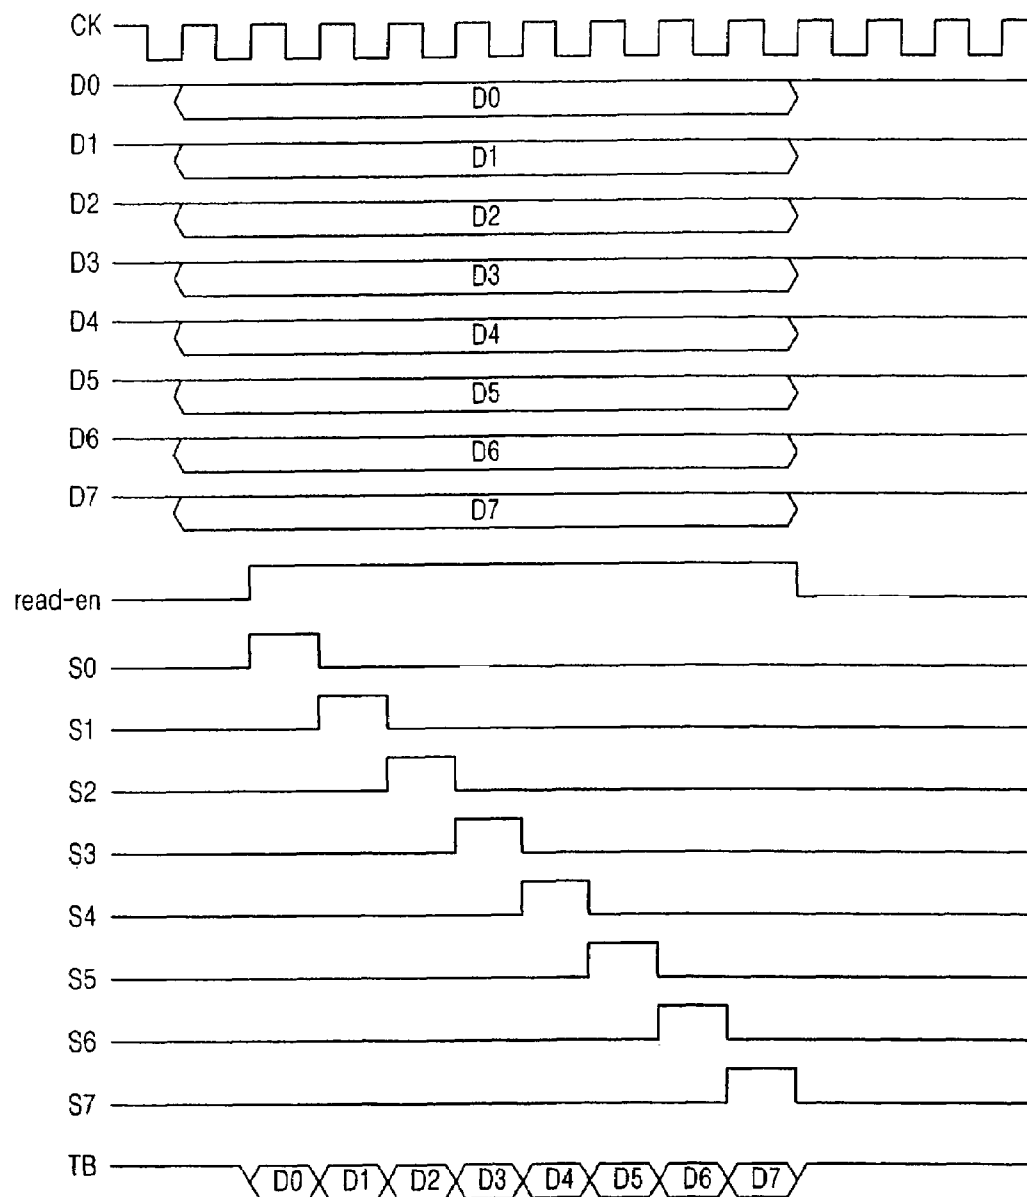 CK
D0 D0
D1 D1
D2 D2
D3 D3
D4 D4
D5 D5
D6 D6
D7 D7
read-en
S0
S1
S2
S3
S4
S5
S6
S7
TB D0 D1 D2 D3 D4 D5 D6 D7